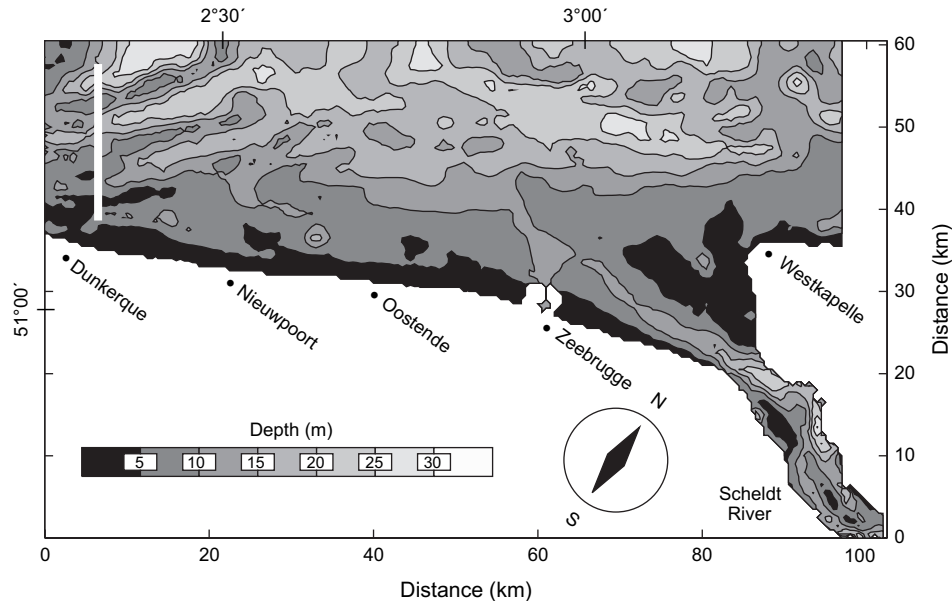 2°30´ 3°00´
60
50
40
30
20
10
0
Distance (km)
51°00´
Dunkerque
Nieuwpoort
Oostende
Zeebrugge
Westkapelle
N
S
Depth (m)
5 10 15 20 25 30
Scheldt
River
0 20 40 60 80 100
Distance (km)